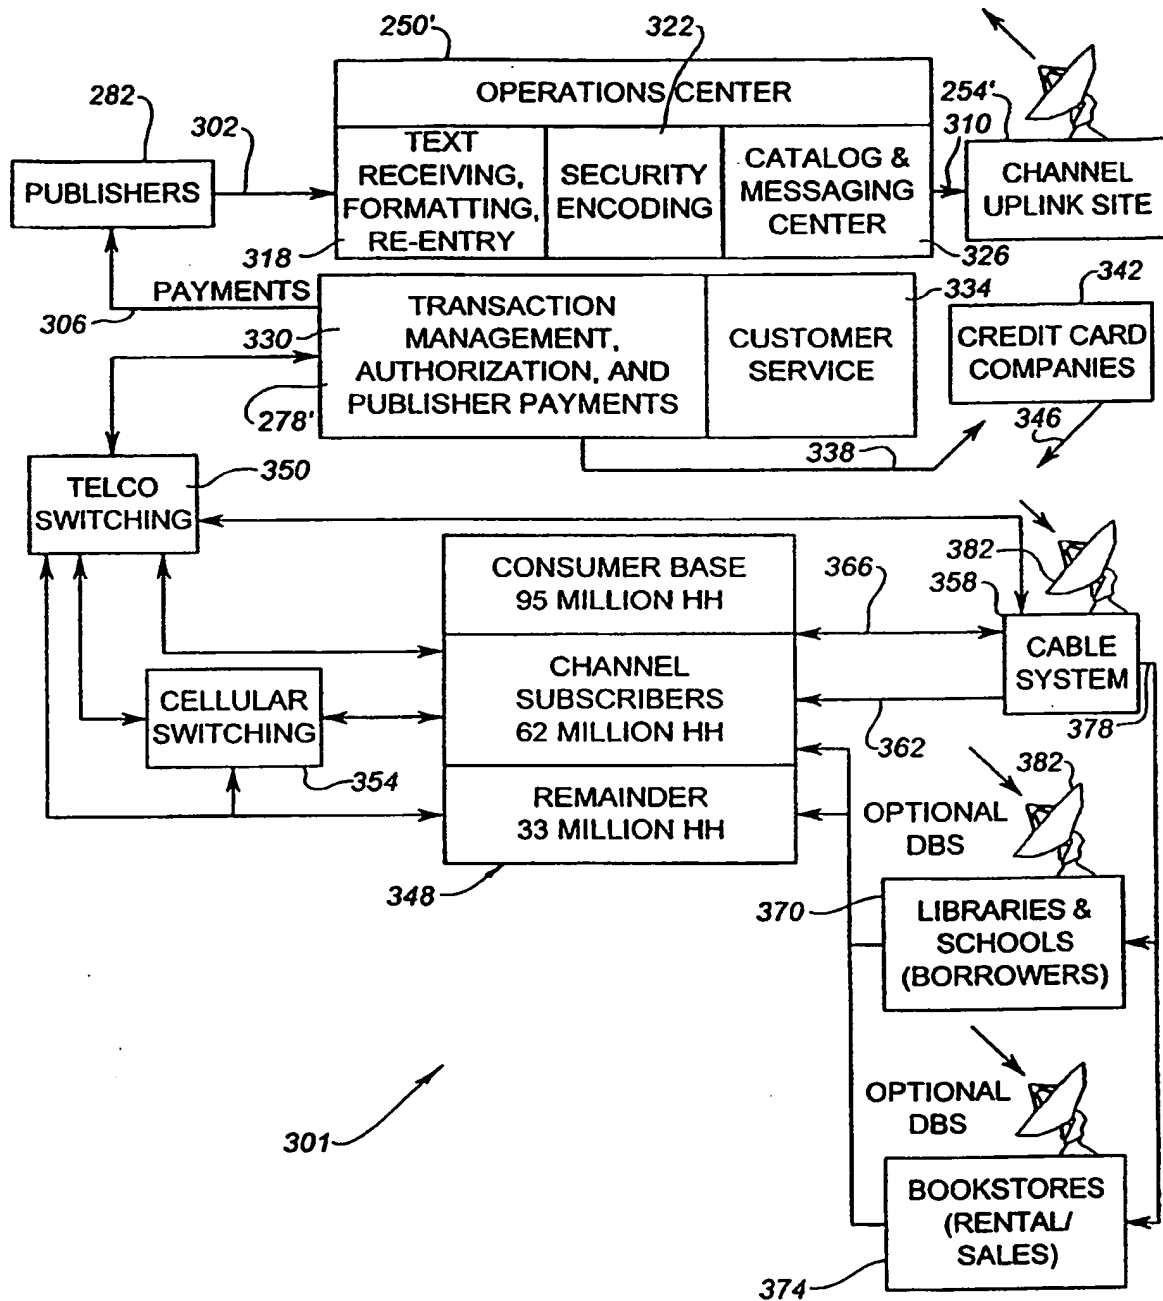 250'
322
OPERATIONS CENTER
282
302
254'
310
PUBLISHERS
TEXT
RECEIVING,
FORMATTING,
RE-ENTRY
318
SECURITY
ENCODING
CATALOG &
MESSAGING
CENTER
326
CHANNEL
UPLINK SITE
PAYMENTS
306
330
TRANSACTION
MANAGEMENT,
AUTHORIZATION, AND
PUBLISHER PAYMENTS
278'
334
CUSTOMER
SERVICE
342
CREDIT CARD
COMPANIES
346
338
350
TELCO
SWITCHING
CONSUMER BASE
95 MILLION HH
366
382
358
CABLE
SYSTEM
378
CHANNEL
SUBSCRIBERS
62 MILLION HH
362
CELLULAR
SWITCHING
354
REMAINDER
33 MILLION HH
348
382
OPTIONAL
DBS
370
LIBRARIES &
SCHOOLS
(BORROWERS)
OPTIONAL
DBS
301
BOOKSTORES
(RENTAL/
SALES)
374